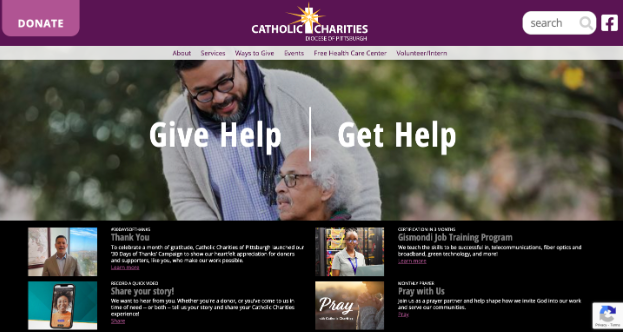 DONATE
CATHOLIC CHARITIES
DIOCESE OF PITTSBURGH
search
About Services Ways to Give Events Free Health Care Center Volunteer/Intern
Give Help | Get Help
#30DAYSOFTHANKS
Thank You
To celebrate a month of gratitude, Catholic Charities of Pittsburgh launched our
'30 Days of Thanks' Campaign to show our heartfelt appreciation for donors
and supporters, like you, who make our work possible.
Learn more
CERTIFICATION IN 3 MONTHS
Gismondi Job Training Program
We teach the skills to be successful in, telecommunications, fiber optics and
broadband, green technology, and more!
Learn more
RECORD A QUICK VIDEO
Share your story!
We want to hear from you. Whether you're a donor, or you've come to us in
time of need -- or both -- tell us your story and share your Catholic Charities
experience!
Share
Pray
with Catholic Charities
MONTHLY PRAYER
Pray with Us
Join us as a prayer partner and help shape how we invite God into our work
and serve our communities.
Pray
Privacy - Terms